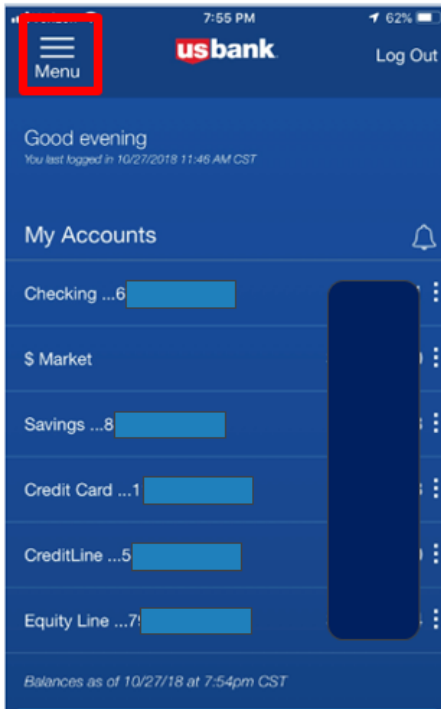 7:55 PM
62%
Menu
usbank
Log Out
Good evening
You last logged in 10/27/2018 11:46 AM CST
My Accounts
Checking ...6
$ Market
Savings ...8
Credit Card ...1
CreditLine ...5
Equity Line ...7
Balances as of 10/27/18 at 7:54pm CST